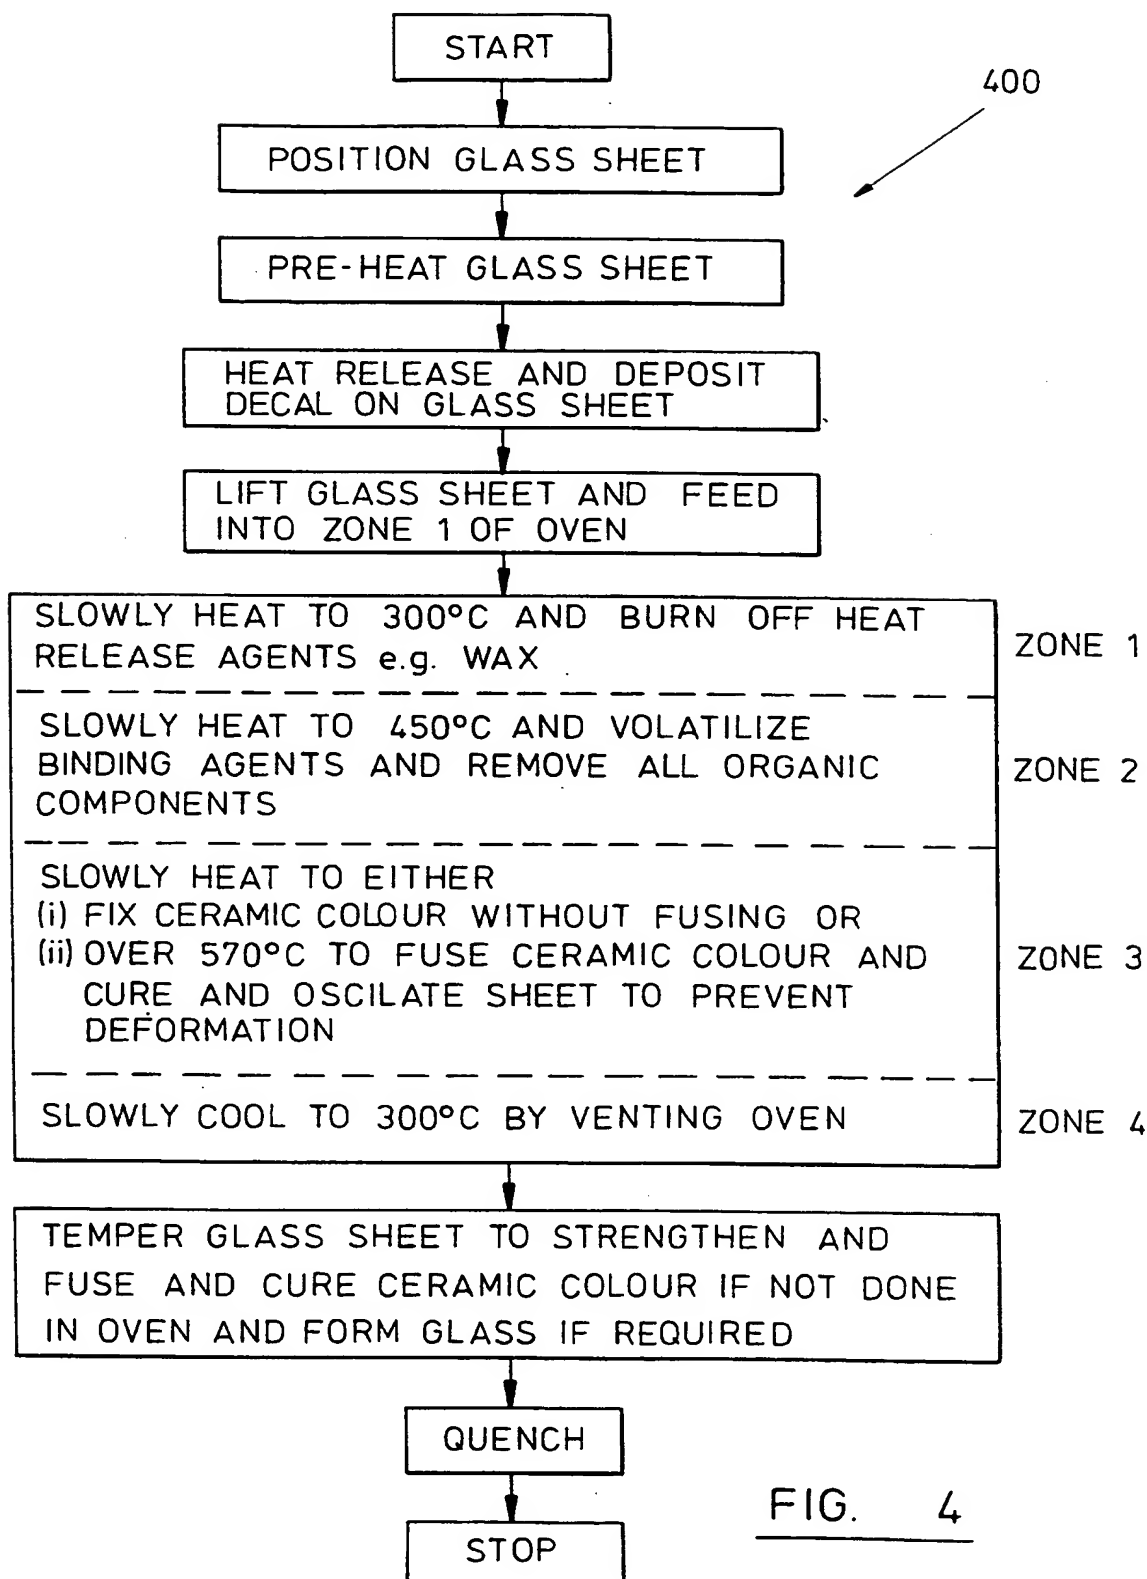 START
400
POSITION GLASS SHEET
PRE-HEAT GLASS SHEET
HEAT RELEASE AND DEPOSIT
DECAL ON GLASS SHEET
LIFT GLASS SHEET AND FEED
INTO ZONE 1 OF OVEN
SLOWLY HEAT TO 300°C AND BURN OFF HEAT
RELEASE AGENTS e.g. WAX
ZONE 1
SLOWLY HEAT TO 450°C AND VOLATILIZE
BINDING AGENTS AND REMOVE ALL ORGANIC
COMPONENTS
ZONE 2
SLOWLY HEAT TO EITHER
(i) FIX CERAMIC COLOUR WITHOUT FUSING OR
(ii) OVER 570°C TO FUSE CERAMIC COLOUR AND
CURE AND OSCILATE SHEET TO PREVENT
DEFORMATION
ZONE 3
SLOWLY COOL TO 300°C BY VENTING OVEN
ZONE 4
TEMPER GLASS SHEET TO STRENGTHEN AND
FUSE AND CURE CERAMIC COLOUR IF NOT DONE
IN OVEN AND FORM GLASS IF REQUIRED
QUENCH
STOP
FIG. 4